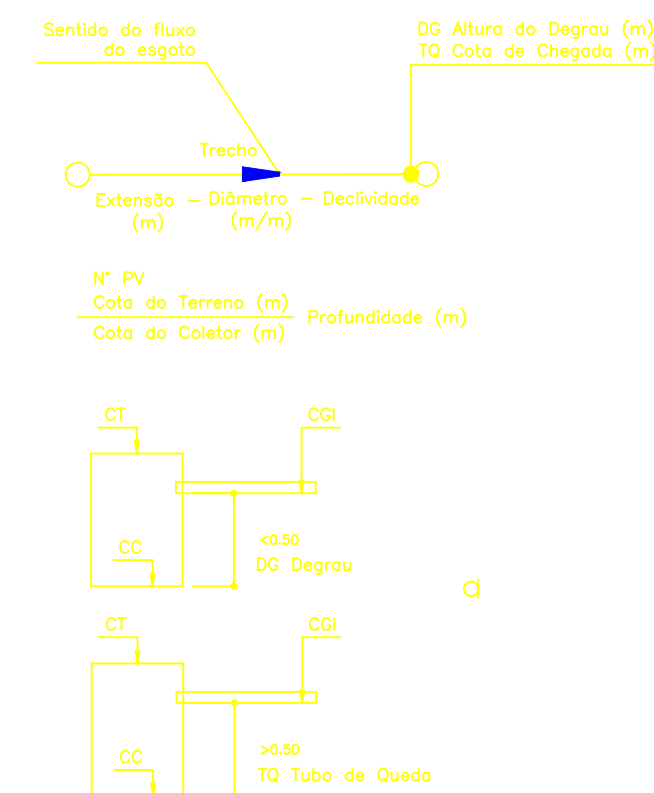 Sentido do fluxo
do esgoto
DG Altura do Degrau (m)
TQ Cota de Chegada (m)
Trecho
Extensão – Diâmetro – Declividade
(m) (m/m)
N° PV
Cota do Terreno (m)
Cota do Coletor (m)
Profundidade (m)
CT
CGI
CC
<0.50
DG Degrau
a
CT
CGI
CC
>0.50
TQ Tubo de Queda